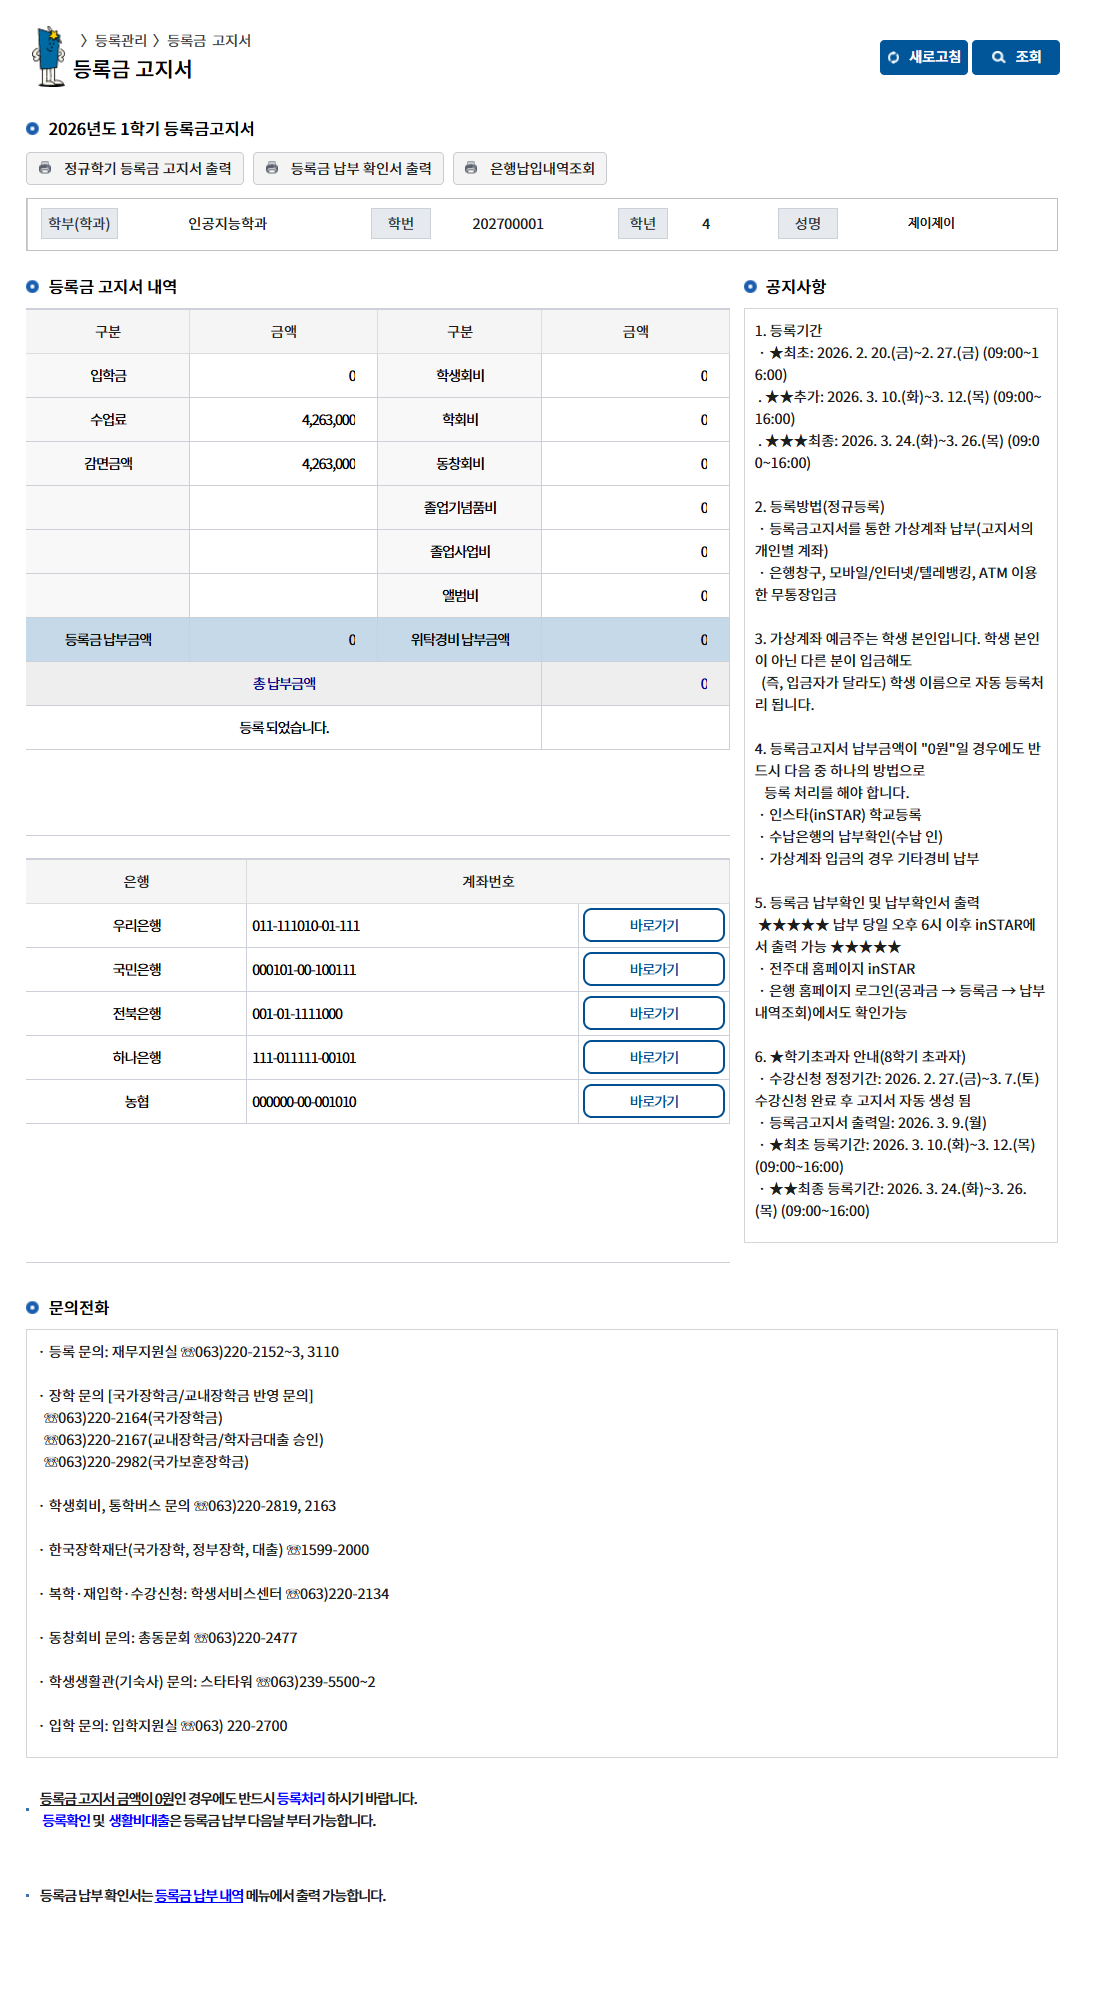 〉 등록관리 〉 등록금 고지서
등록금 고지서
새로고침
조회
2026년도 1학기 등록금고지서
정규학기 등록금 고지서 출력
등록금 납부 확인서 출력
은행납입내역조회
학부(학과) 인공지능학과 학번 202700001 학년 4 성명 제이제이
등록금 고지서 내역
구분 금액 구분 금액
입학금 0 학생회비 0
수업료 4,263,000 학회비 0
감면금액 4,263,000 동창회비 0
졸업기념품비 0
졸업사업비 0
앨범비 0
등록금 납부금액 0 위탁경비 납부금액 0
총 납부금액 0
등록 되었습니다.
은행 계좌번호
우리은행 011-111010-01-111 바로가기
국민은행 000101-00-100111 바로가기
전북은행 001-01-1111000 바로가기
하나은행 111-011111-00101 바로가기
농협 000000-00-001010 바로가기
공지사항
1. 등록기간
· ★최초: 2026. 2. 20.(금)~2. 27.(금) (09:00~1
6:00)
. ★★추가: 2026. 3. 10.(화)~3. 12.(목) (09:00~
16:00)
. ★★★최종: 2026. 3. 24.(화)~3. 26.(목) (09:0
0~16:00)
2. 등록방법(정규등록)
· 등록금고지서를 통한 가상계좌 납부(고지서의
개인별 계좌)
· 은행창구, 모바일/인터넷/텔레뱅킹, ATM 이용
한 무통장입금
3. 가상계좌 예금주는 학생 본인입니다. 학생 본인
이 아닌 다른 분이 입금해도
(즉, 입금자가 달라도) 학생 이름으로 자동 등록처
리 됩니다.
4. 등록금고지서 납부금액이 "0원"일 경우에도 반
드시 다음 중 하나의 방법으로
등록 처리를 해야 합니다.
· 인스타(inSTAR) 학교등록
· 수납은행의 납부확인(수납 인)
· 가상계좌 입금의 경우 기타경비 납부
5. 등록금 납부확인 및 납부확인서 출력
★★★★★ 납부 당일 오후 6시 이후 inSTAR에
서 출력 가능 ★★★★★
· 전주대 홈페이지 inSTAR
· 은행 홈페이지 로그인(공과금 → 등록금 → 납부
내역조회)에서도 확인가능
6. ★학기초과자 안내(8학기 초과자)
· 수강신청 정정기간: 2026. 2. 27.(금)~3. 7.(토)
수강신청 완료 후 고지서 자동 생성 됨
· 등록금고지서 출력일: 2026. 3. 9.(월)
· ★최초 등록기간: 2026. 3. 10.(화)~3. 12.(목)
(09:00~16:00)
· ★★최종 등록기간: 2026. 3. 24.(화)~3. 26.
(목) (09:00~16:00)
문의전화
· 등록 문의: 재무지원실 ☏063)220-2152~3, 3110
· 장학 문의 [국가장학금/교내장학금 반영 문의]
☏063)220-2164(국가장학금)
☏063)220-2167(교내장학금/학자금대출 승인)
☏063)220-2982(국가보훈장학금)
· 학생회비, 통학버스 문의 ☏063)220-2819, 2163
· 한국장학재단(국가장학, 정부장학, 대출) ☏1599-2000
· 복학·재입학·수강신청: 학생서비스센터 ☏063)220-2134
· 동창회비 문의: 총동문회 ☏063)220-2477
· 학생생활관(기숙사) 문의: 스타타워 ☏063)239-5500~2
· 입학 문의: 입학지원실 ☏063) 220-2700
등록금 고지서 금액이 0원인 경우에도 반드시 등록처리 하시기 바랍니다.
등록확인 및 생활비대출은 등록금 납부 다음날 부터 가능합니다.
등록금 납부 확인서는 등록금 납부 내역 메뉴에서 출력 가능합니다.